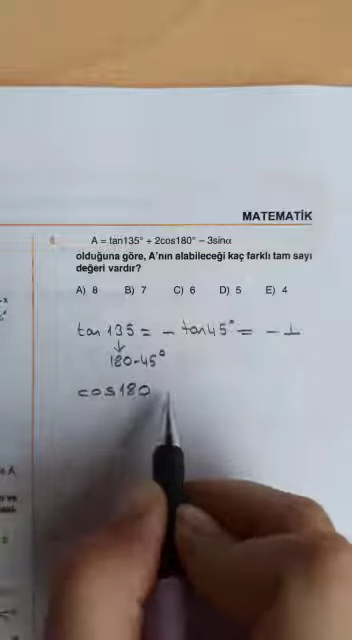 MATEMATİK
6. A = tan135° + 2cos180° – 3sinα
olduğuna göre, A'nın alabileceği kaç farklı tam sayı
değeri vardır?
A) 8 B) 7 C) 6 D) 5 E) 4
tan 135 = - tan45° = - 1
↓
180-45°
cos180